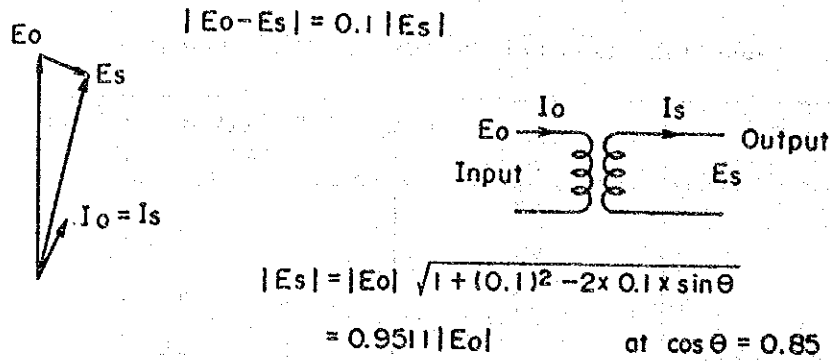 |Eo-Es| = 0.1 |Es|
Eo
Es
Io = Is
Io
Is
Eo
Output
Input
Es
|Es| = |Eo| √1 + (0.1)2 - 2x 0.1 x sinθ
= 0.9511 |Eo| at cosθ = 0.85